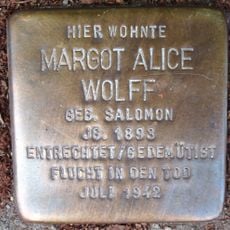 HIER WOHNTE
MARGOT ALICE
WOLFF
GEB. SALOMON
JG. 1893
ENTRECHTET/GEDEMÜTIGT
FLUCHT IN DEN TOD
JULI 1942